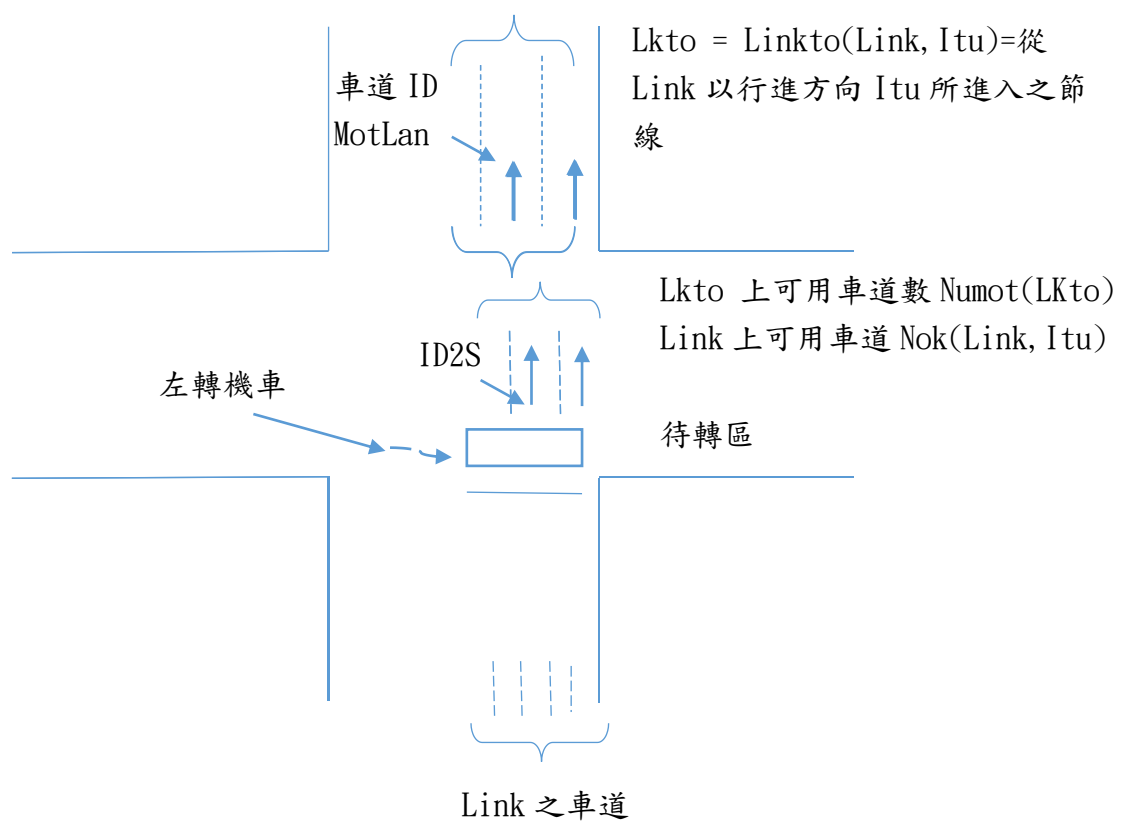 Lkto = Linkto(Link,Itu)=從
Link 以行進方向 Itu 所進入之節
線
車道 ID
MotLan
Lkto 上可用車道數 Numot(LKto)
Link 上可用車道 Nok(Link,Itu)
ID2S
左轉機車
待轉區
Link 之車道